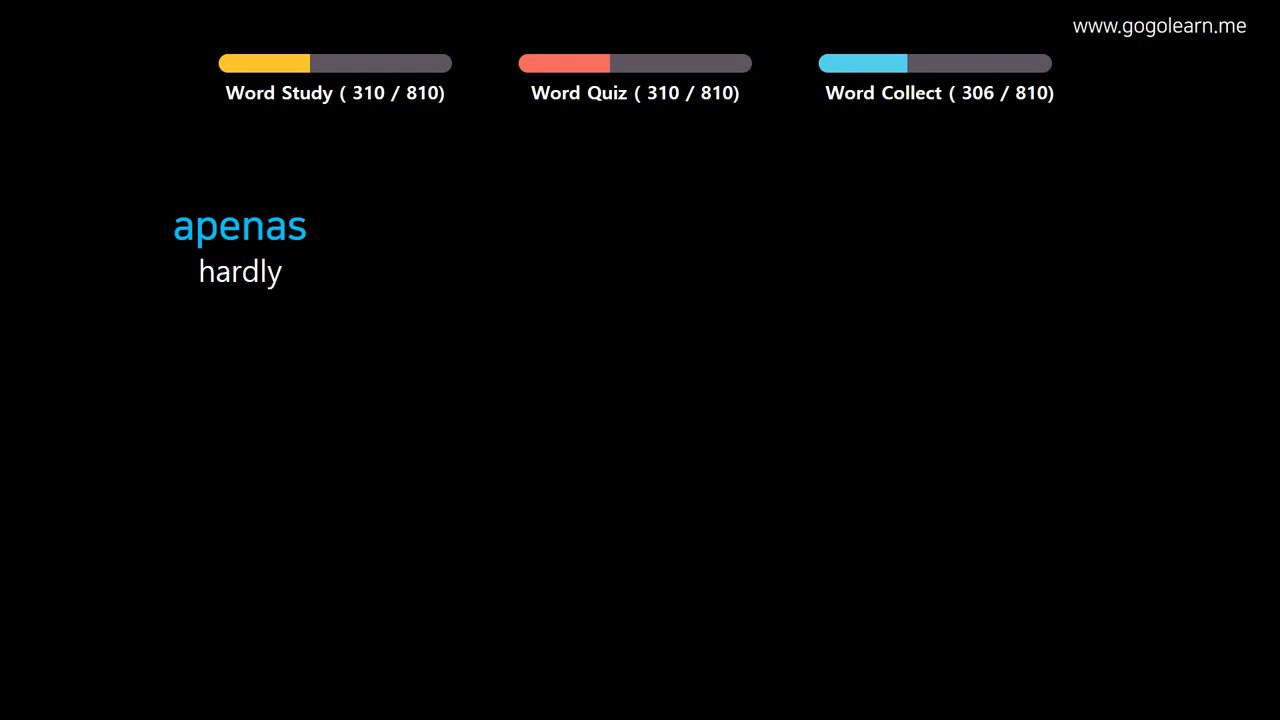 www.gogolearn.me
Word Study ( 310 / 810)
Word Quiz ( 310 / 810)
Word Collect ( 306 / 810)
apenas
hardly